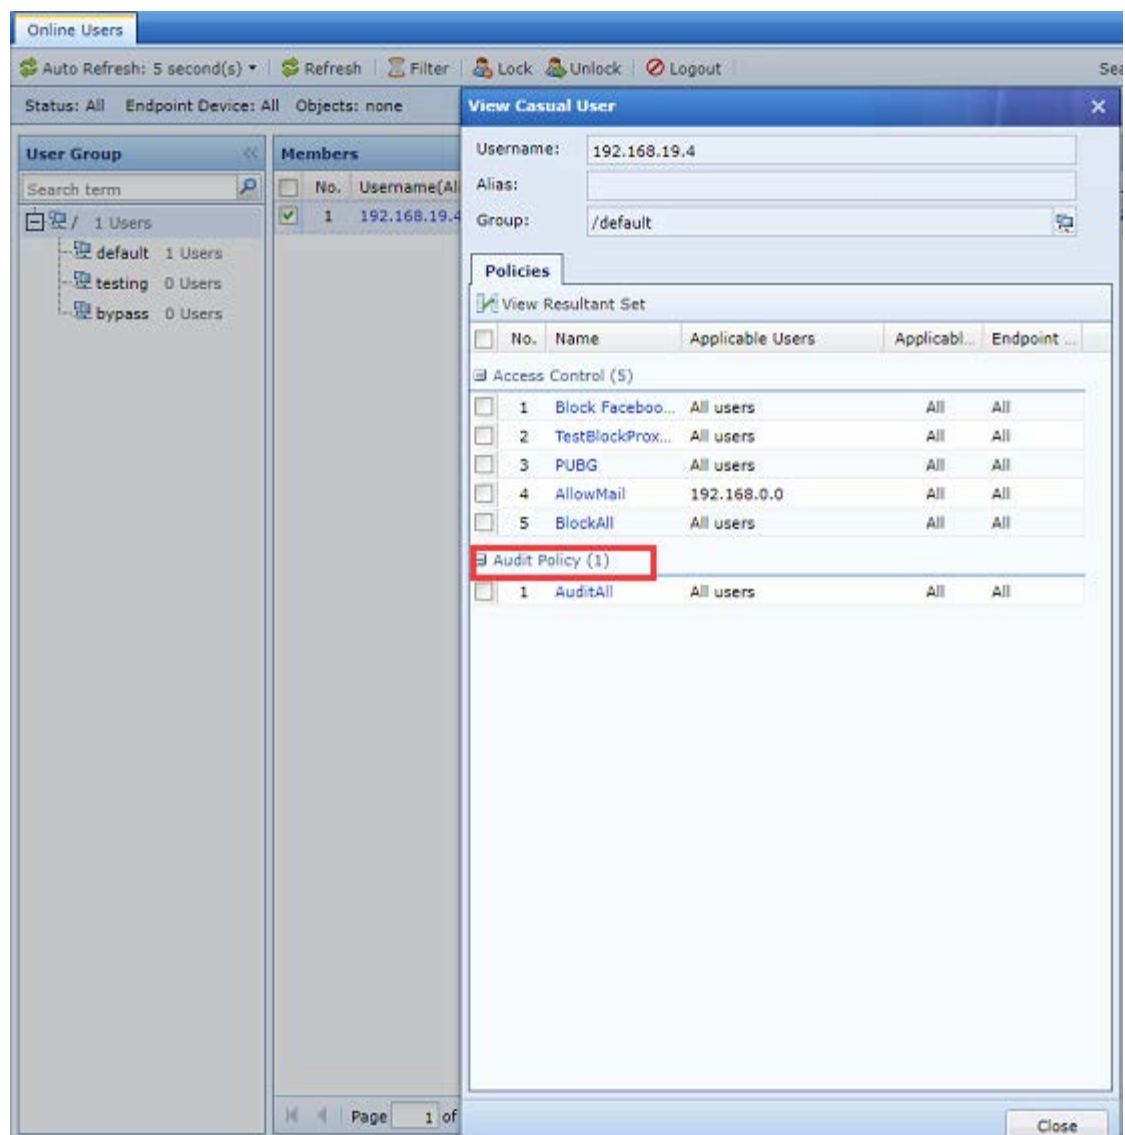 Online Users
Auto Refresh: 5 second(s) Refresh Filter Lock Unlock Logout
Status: All Endpoint Device: All Objects: none
View Casual User
User Group
Search term
/ 1 Users
default 1 Users
testing 0 Users
bypass 0 Users
Members
No. Username(Ali
1 192.168.19.4
Page 1 of
Username: 192.168.19.4
Alias:
Group: /default
Policies
View Resultant Set
No. Name Applicable Users Applicabl... Endpoint ...
Access Control (5)
1 Block Faceboo... All users All All
2 TestBlockProx... All users All All
3 PUBG All users All All
4 AllowMail 192.168.0.0 All All
5 BlockAll All users All All
Audit Policy (1)
1 AuditAll All users All All
Close